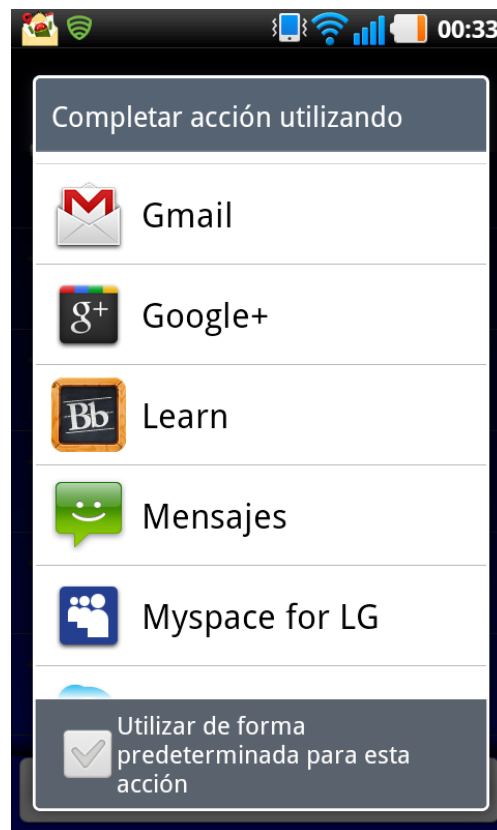 00:33
Completar acción utilizando
Gmail
g+
Google+
Bb
Learn
Mensajes
Myspace for LG
Utilizar de forma
predeterminada para esta
acción